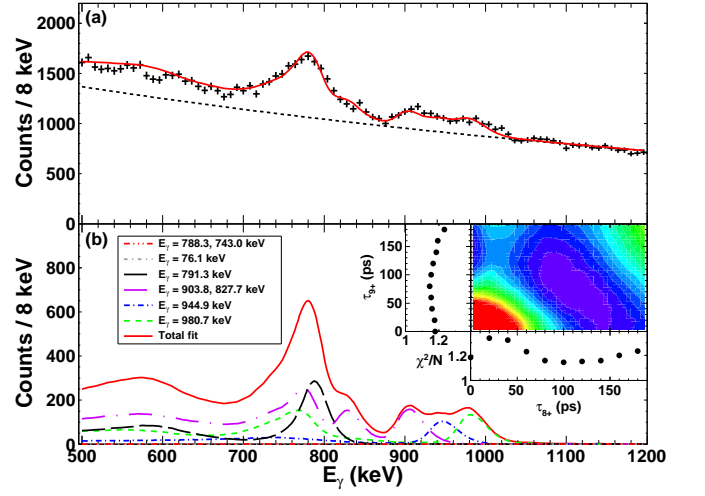 (a)
2000
1500
1000
500
0
Counts / 8 keV
(b)
E_γ = 788.3, 743.0 keV
E_γ = 76.1 keV
E_γ = 791.3 keV
E_γ = 903.8, 827.7 keV
E_γ = 944.9 keV
E_γ = 980.7 keV
Total fit
800
600
400
200
0
Counts / 8 keV
500 600 700 800 900 1000 1100 1200
E_γ (keV)
150
100
50
0
τ_9+ (ps)
1 1.2
χ²/N
1.2
1
0 50 100 150
τ_8+ (ps)